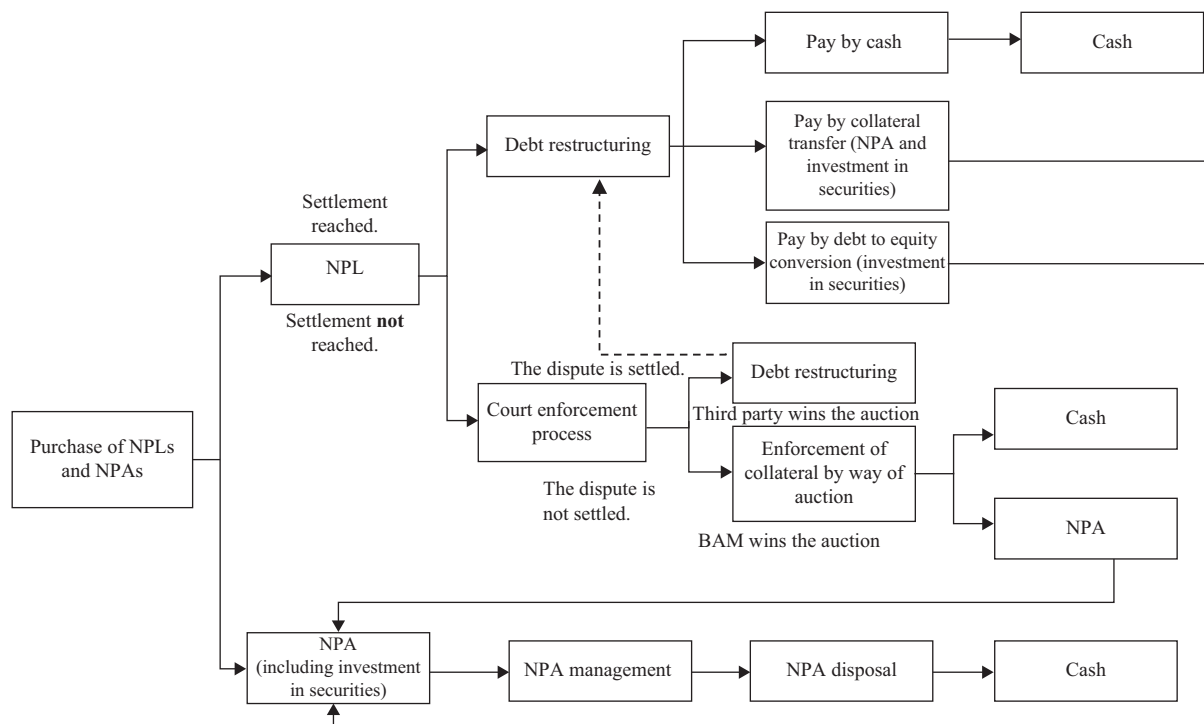 Pay by cash
Cash
Debt restructuring
Pay by collateral
transfer (NPA and
investment in
securities)
Settlement
reached.
NPL
Settlement not
reached.
Pay by debt to equity
conversion (investment
in securities)
The dispute is settled.
Debt restructuring
Court enforcement
process
Third party wins the auction
Cash
Purchase of NPLs
and NPAs
Enforcement of
collateral by way of
auction
The dispute is
not settled.
NPA
BAM wins the auction
NPA
(including investment
in securities)
NPA management
NPA disposal
Cash